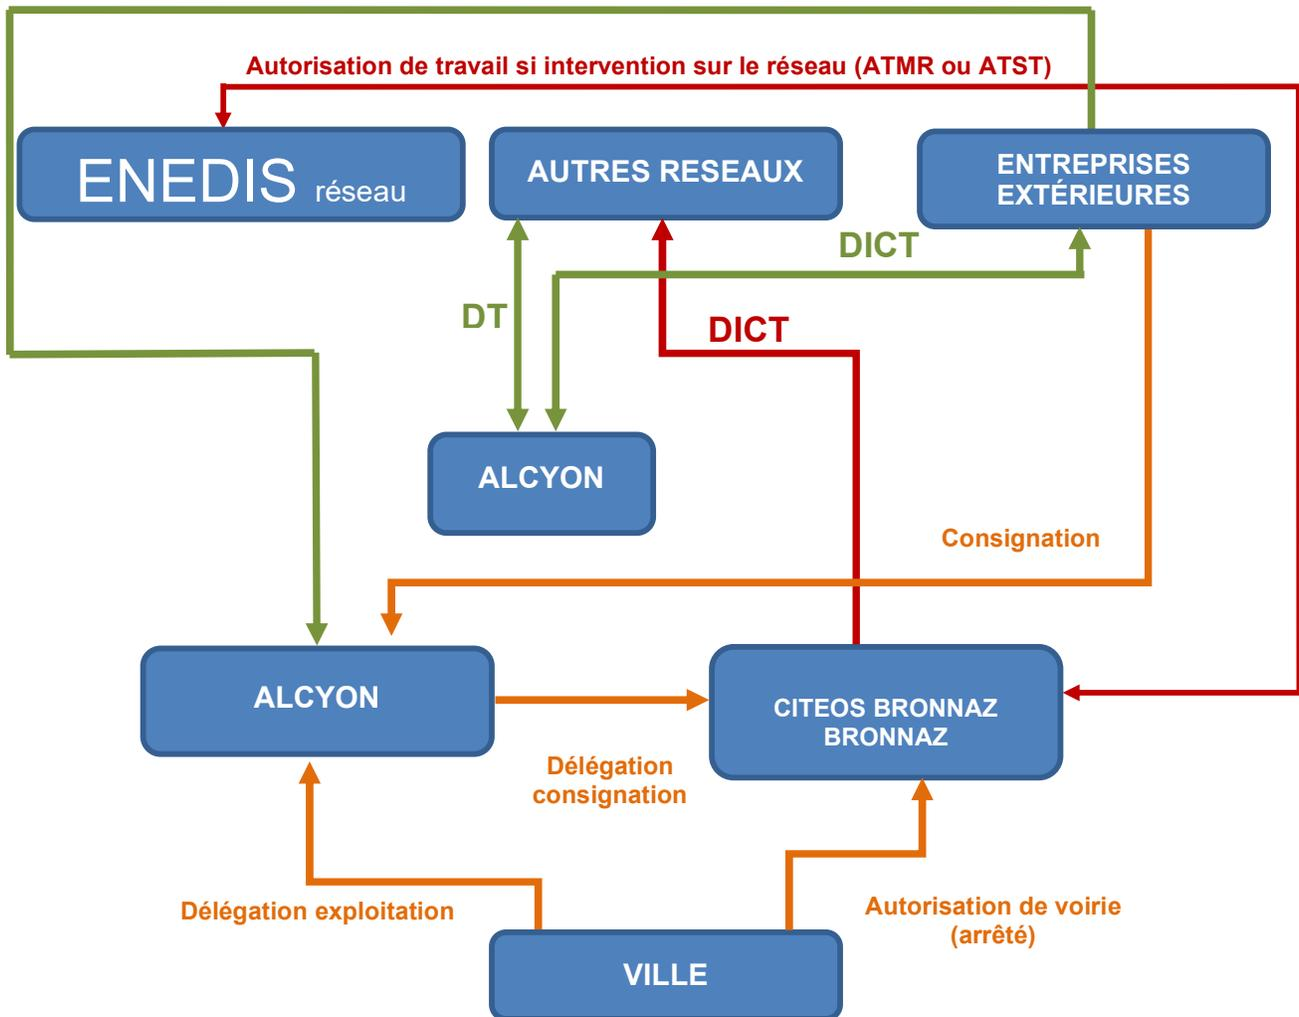 Autorisation de travail si intervention sur le réseau (ATMR ou ATST)
ENEDIS réseau
AUTRES RESEAUX
ENTREPRISES
EXTÉRIEURES
DICT
DT
DICT
ALCYON
Consignation
ALCYON
CITEOS BRONNAZ
BRONNAZ
Délégation
consignation
Délégation exploitation
Autorisation de voirie
(arrêté)
VILLE